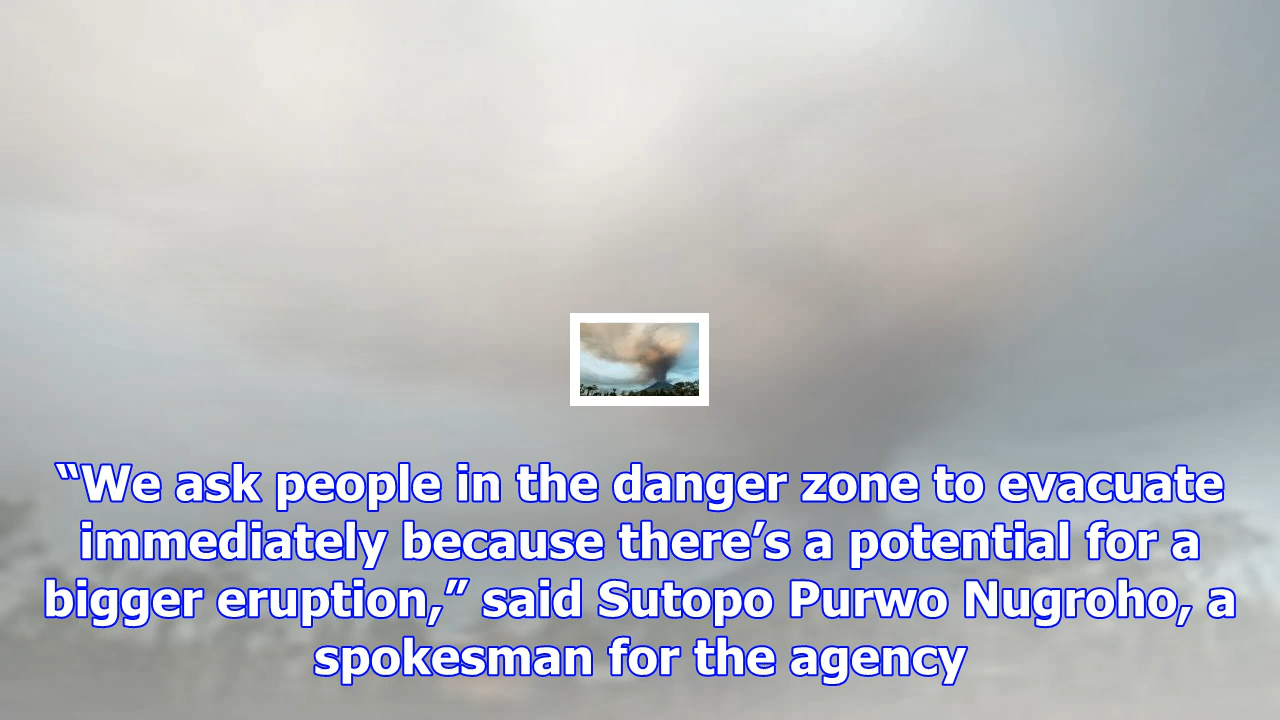 “We ask people in the danger zone to evacuate
immediately because there’s a potential for a
bigger eruption,” said Sutopo Purwo Nugroho, a
spokesman for the agency